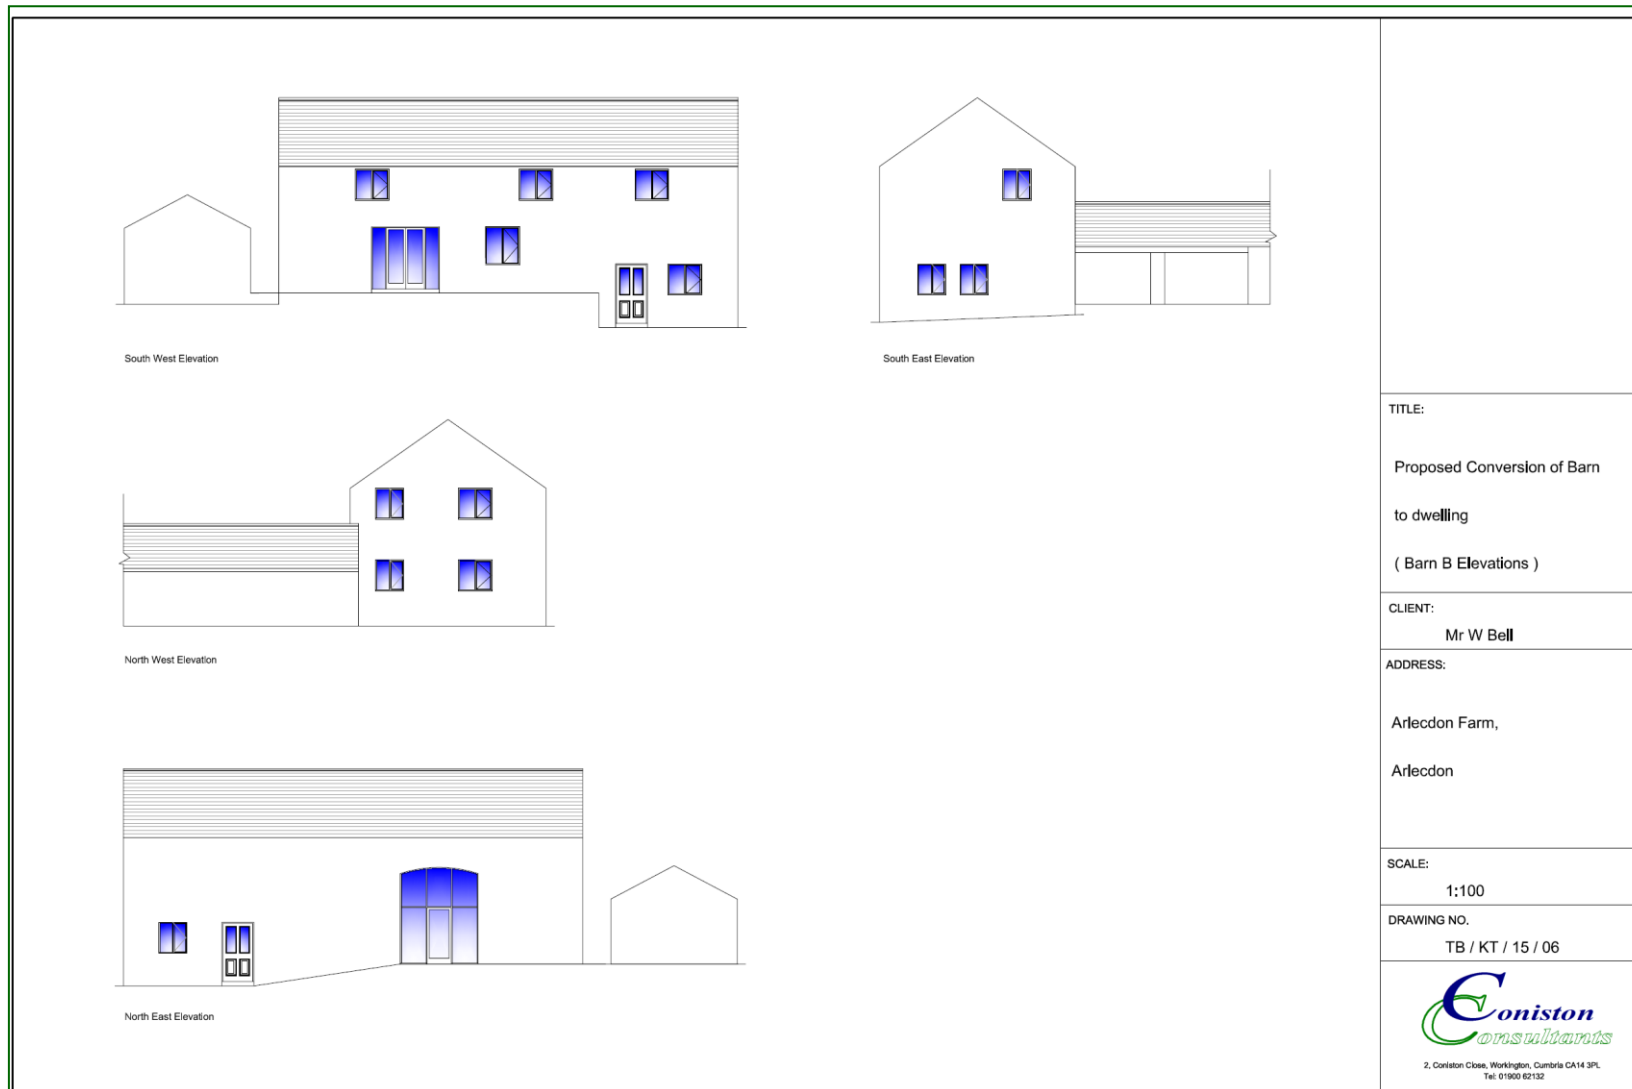 South West Elevation
South East Elevation
North West Elevation
North East Elevation
TITLE:
Proposed Conversion of Barn
to dwelling
( Barn B Elevations )
CLIENT:
Mr W Bell
ADDRESS:
Arlecdon Farm,
Arlecdon
SCALE:
1:100
DRAWING NO.
TB / KT / 15 / 06
Coniston
Consultants
2, Coniston Close, Workington, Cumbria CA14 3PL
Tel: 01900 62132